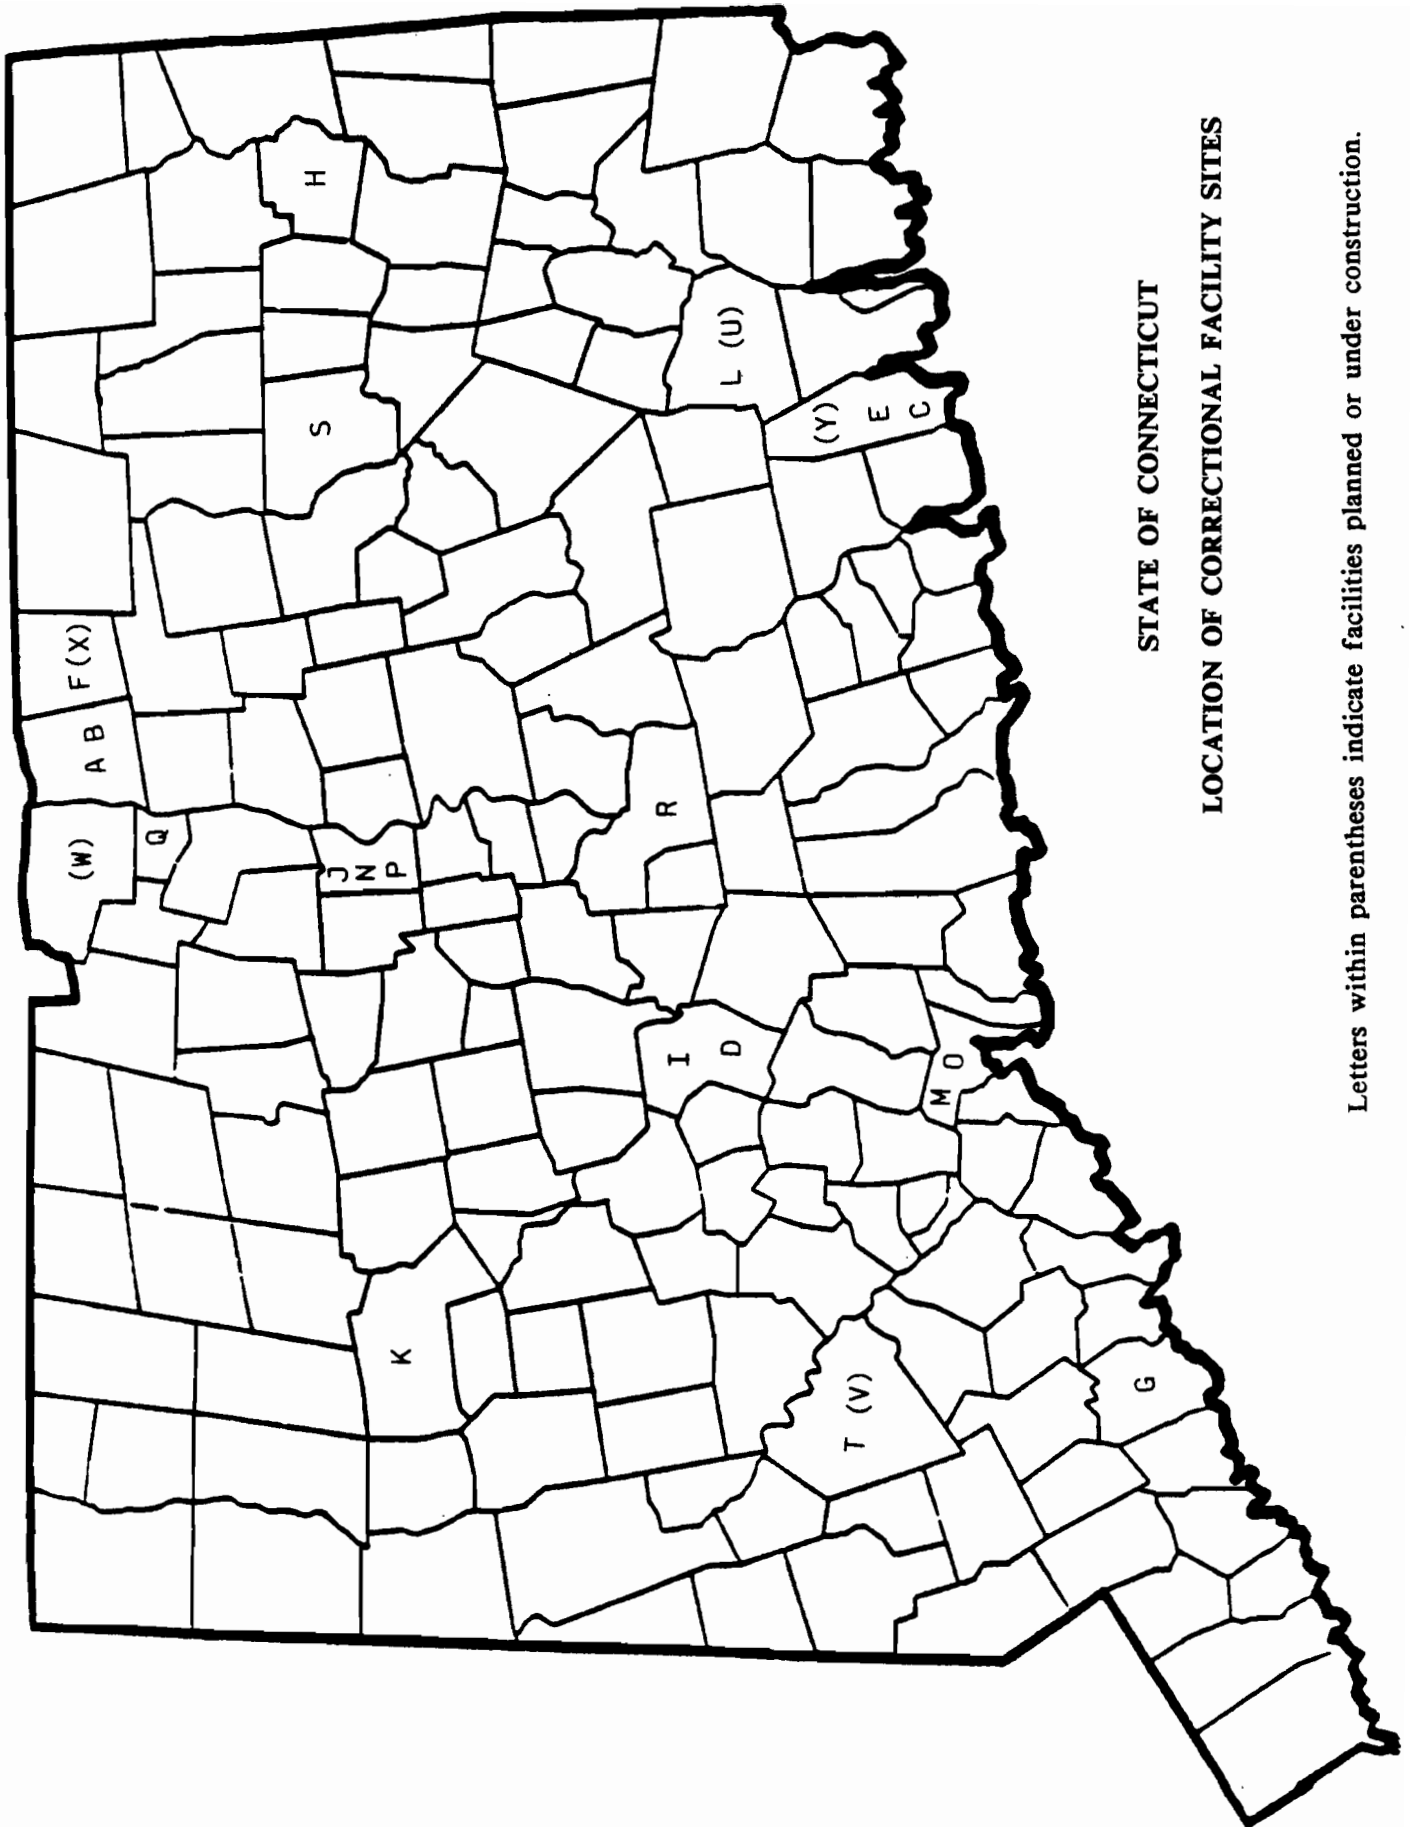 (W)
F (X)
A B
Q
H
S
J
N
P
K
R
I
D
L (U)
(Y)
T (V)
E
C
M O
G
STATE OF CONNECTICUT
LOCATION OF CORRECTIONAL FACILITY SITES
Letters within parentheses indicate facilities planned or under construction.